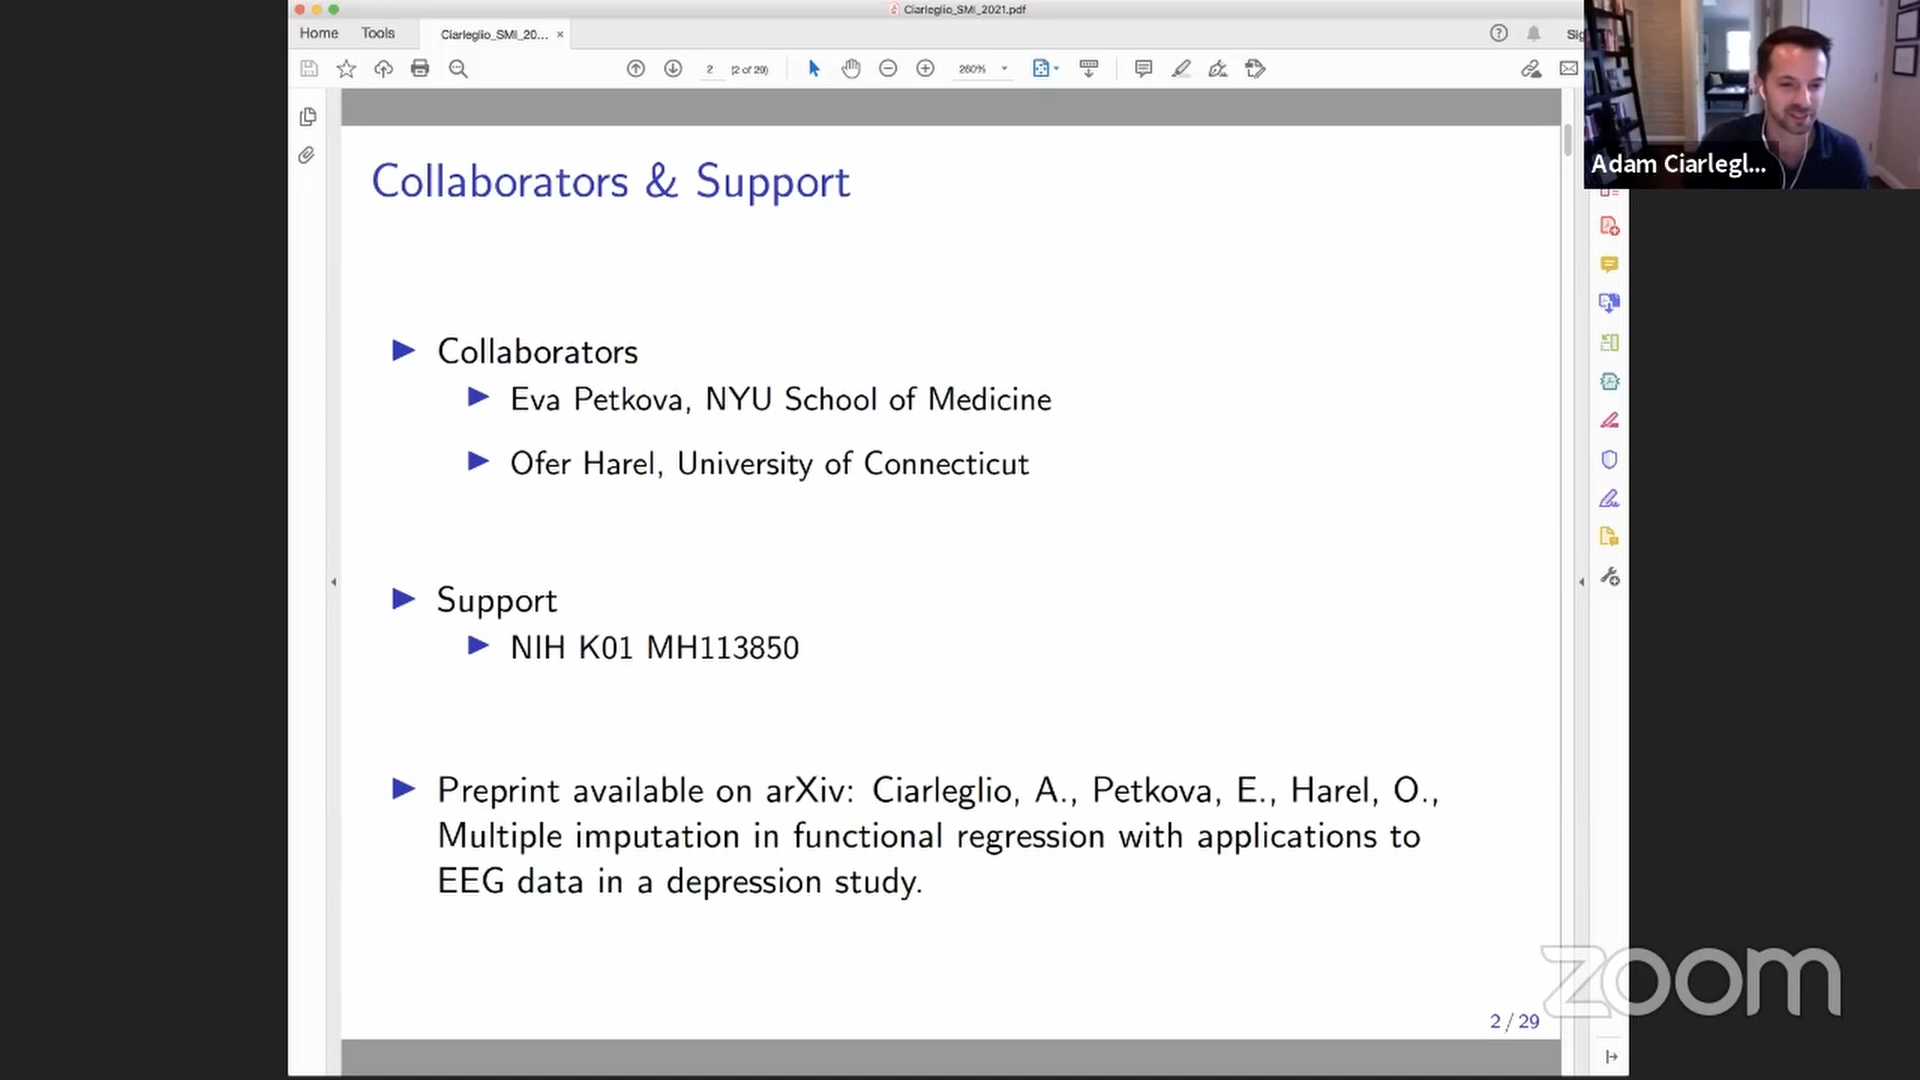 Ciarleglio_SMI_2021.pdf
Home
Tools
Ciarleglio_SMI_20... ×
2
(2 of 29)
260%
Adam Ciarlegl...
Collaborators & Support
Collaborators
Eva Petkova, NYU School of Medicine
Ofer Harel, University of Connecticut
Support
NIH K01 MH113850
Preprint available on arXiv: Ciarleglio, A., Petkova, E., Harel, O.,
Multiple imputation in functional regression with applications to
EEG data in a depression study.
2 / 29
zoom